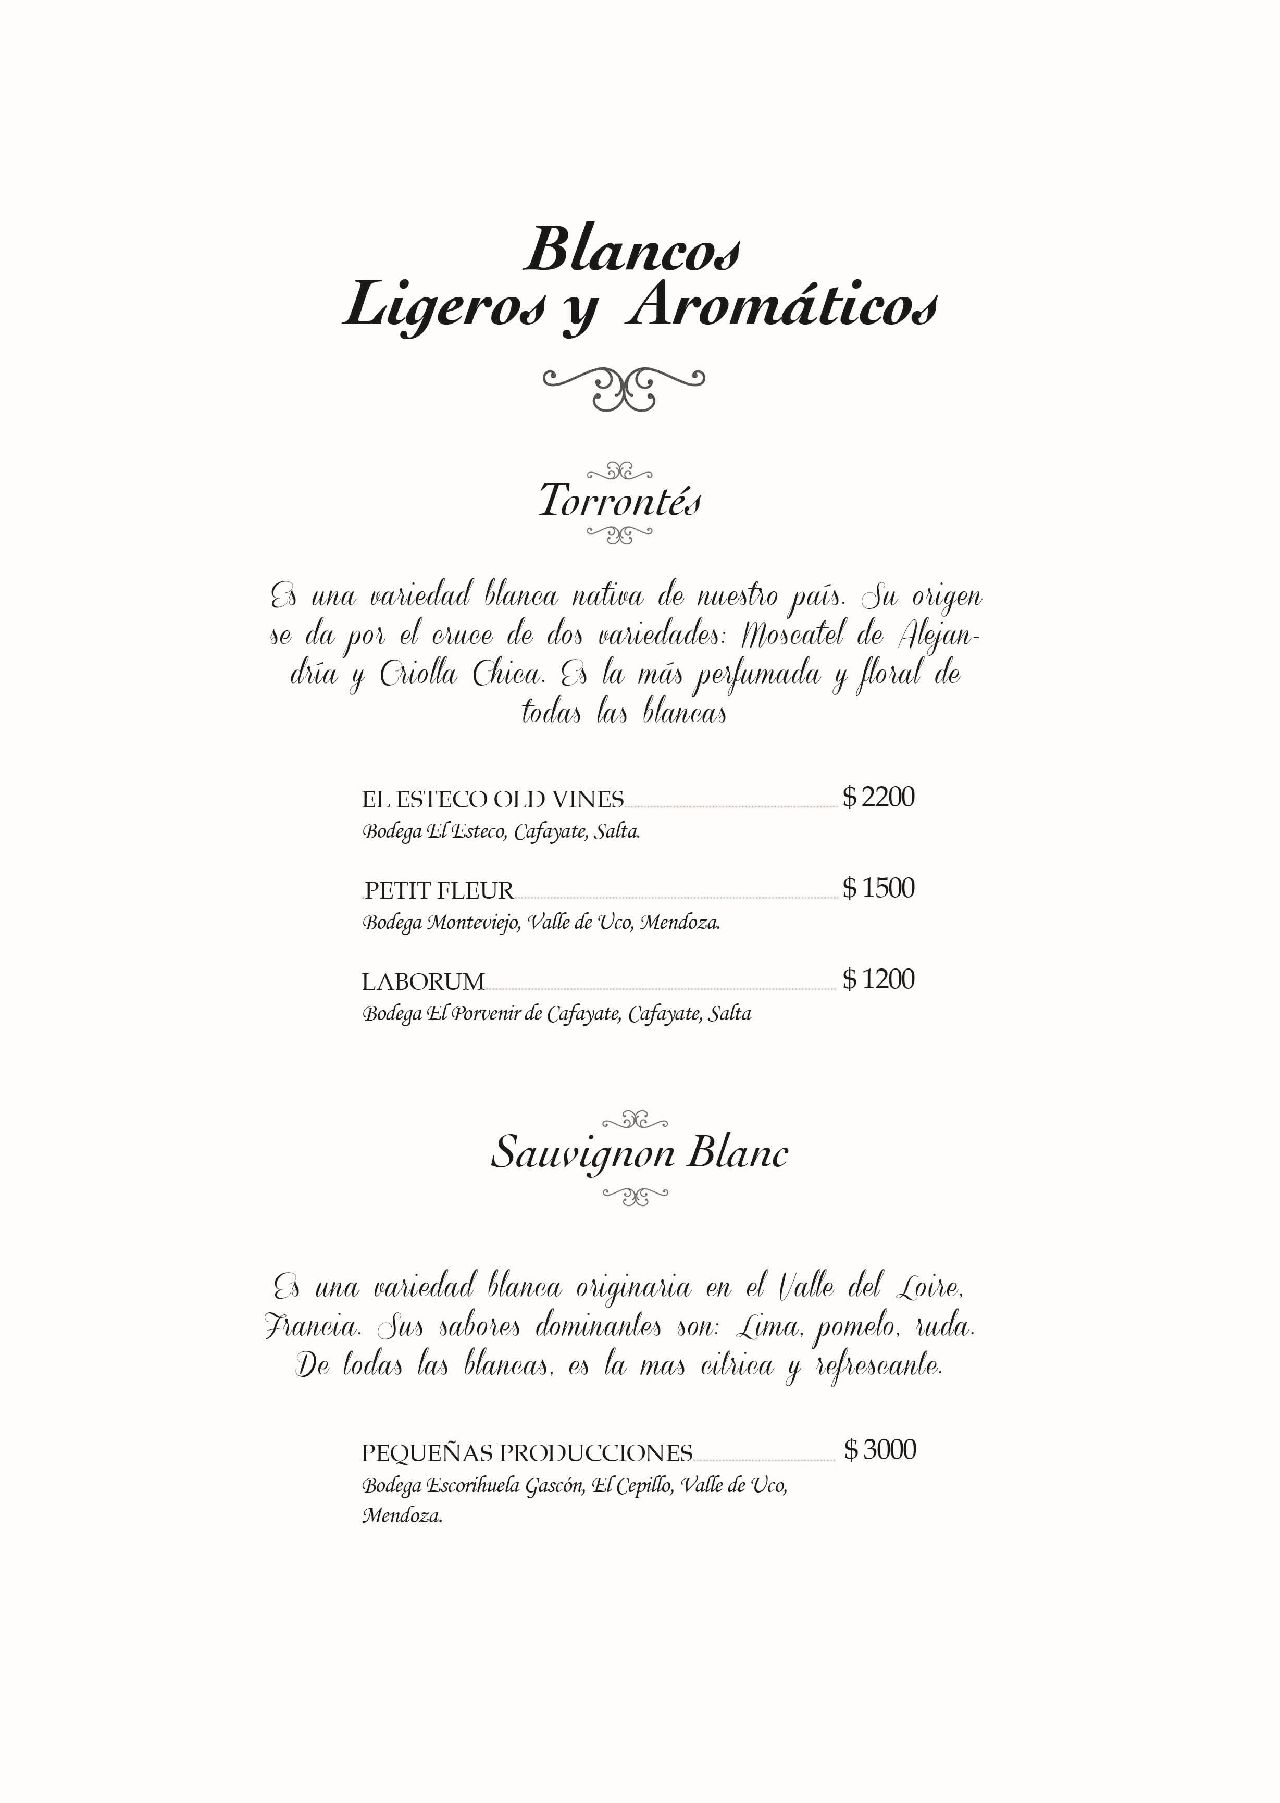 Blancos
Ligeros y Aromáticos
Torrontés
Es una variedad blanca nativa de nuestro país. Su origen
se da por el cruce de dos variedades: Moscatel de Alejan-
dría y Criolla Chica. Es la más perfumada y floral de
todas las blancas
EL ESTECO OLD VINES $ 2200
Bodega El Esteco, Cafayate, Salta.
PETIT FLEUR $ 1500
Bodega Monteviejo, Valle de Uco, Mendoza.
LABORUM $ 1200
Bodega El Porvenir de Cafayate, Cafayate, Salta
Sauvignon Blanc
Es una variedad blanca originaria en el Valle del Loire,
Francia. Sus sabores dominantes son: Lima, pomelo, ruda.
De todas las blancas, es la mas citrica y refrescante.
PEQUEÑAS PRODUCCIONES $ 3000
Bodega Escorihuela Gascón, El Cepillo, Valle de Uco,
Mendoza.